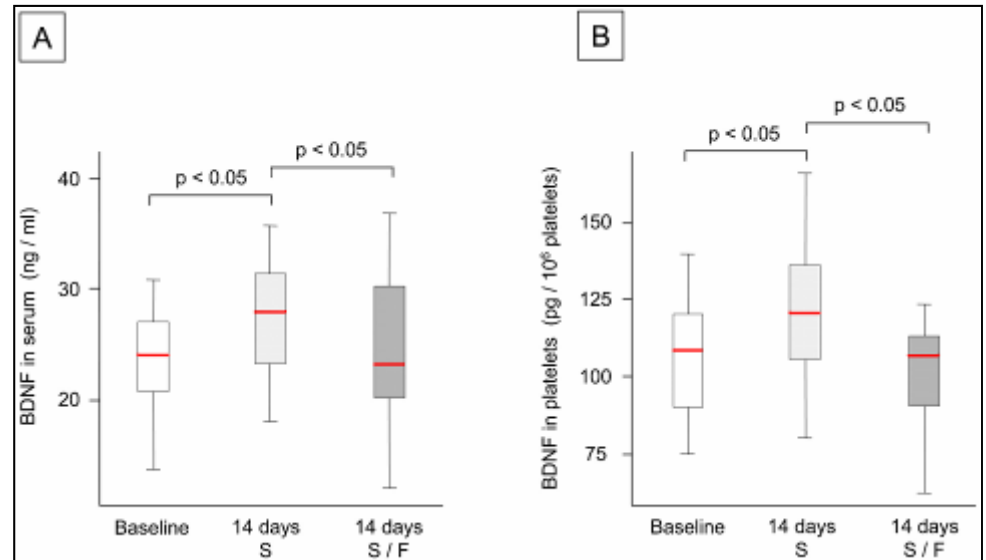 A
BDNF in serum (ng / ml)
40
30
20
p < 0.05
p < 0.05
Baseline
14 days
S
14 days
S / F
B
BDNF in platelets (pg / 10⁶ platelets)
150
125
100
75
p < 0.05
p < 0.05
Baseline
14 days
S
14 days
S / F